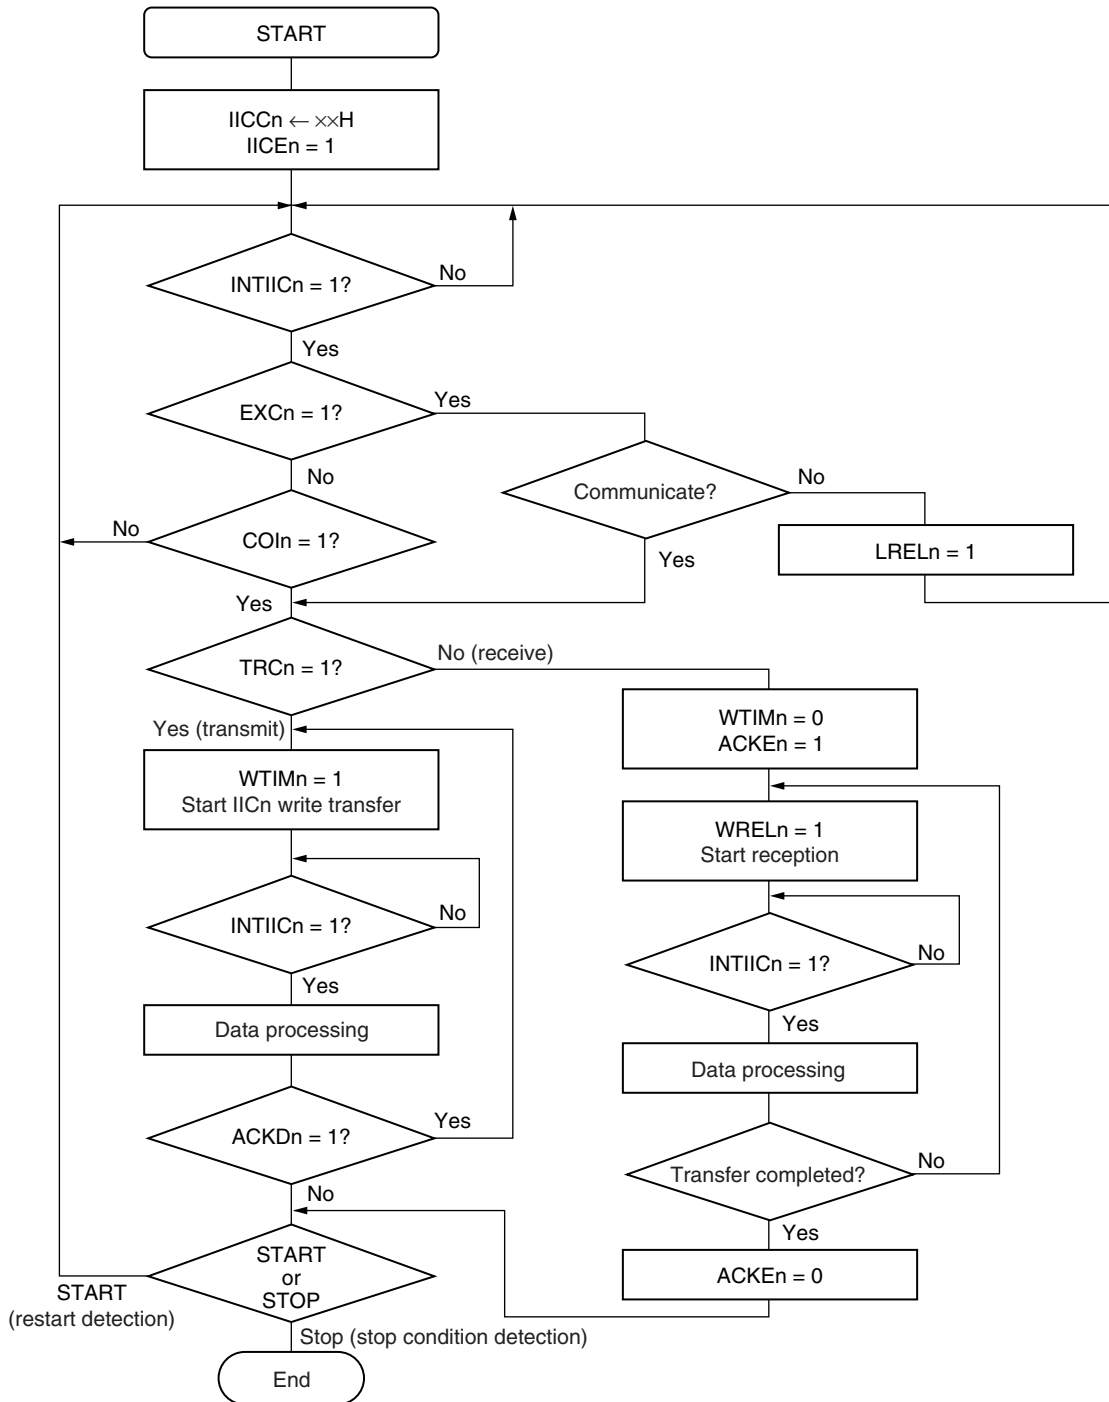 START
IICCn ← ××H
IICEn = 1
INTIICn = 1?
No
Yes
EXCn = 1?
Yes
No
Communicate?
No
Yes
LRELn = 1
COIn = 1?
No
Yes
TRCn = 1?
No (receive)
Yes (transmit)
WTIMn = 1
Start IICn write transfer
INTIICn = 1?
No
Yes
Data processing
ACKDn = 1?
Yes
No
WTIMn = 0
ACKEn = 1
WRELn = 1
Start reception
INTIICn = 1?
No
Yes
Data processing
Transfer completed?
No
Yes
ACKEn = 0
START
or
STOP
START
(restart detection)
Stop (stop condition detection)
End